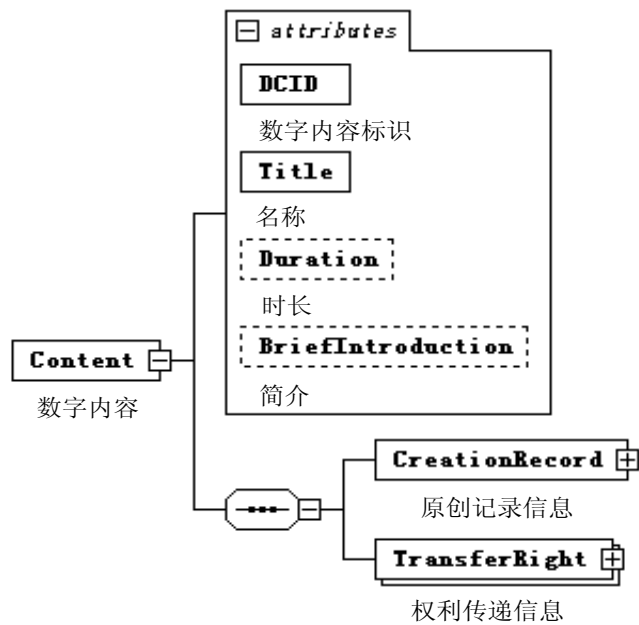 attributes
DCID
数字内容标识
Title
名称
Duration
时长
BriefIntroduction
简介
Content
数字内容
CreationRecord
原创记录信息
TransferRight
权利传递信息